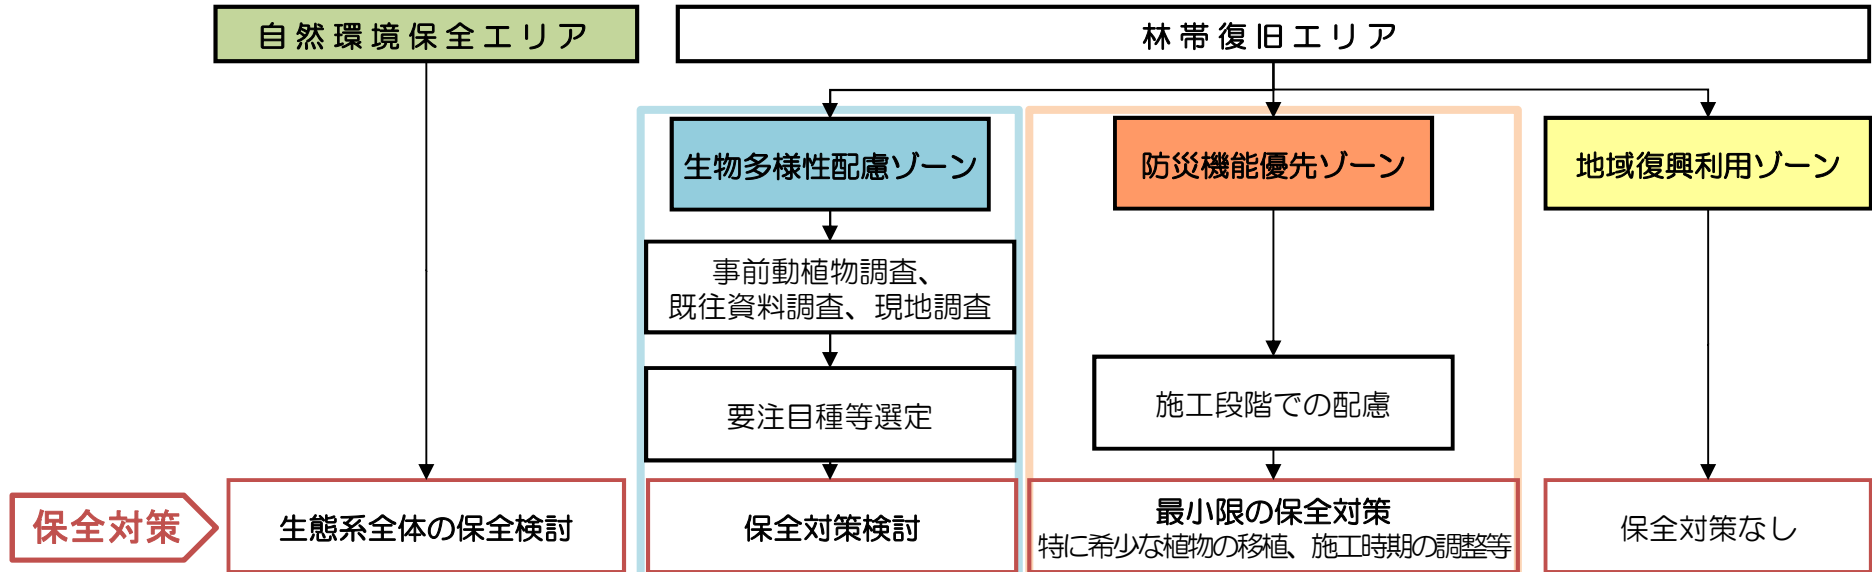 自然環境保全エリア
林帯復旧エリア
生物多様性配慮ゾーン
防災機能優先ゾーン
地域復興利用ゾーン
事前動植物調査、
既往資料調査、現地調査
要注目種等選定
施工段階での配慮
保全対策
生態系全体の保全検討
保全対策検討
最小限の保全対策
特に希少な植物の移植、施工時期の調整等
保全対策なし